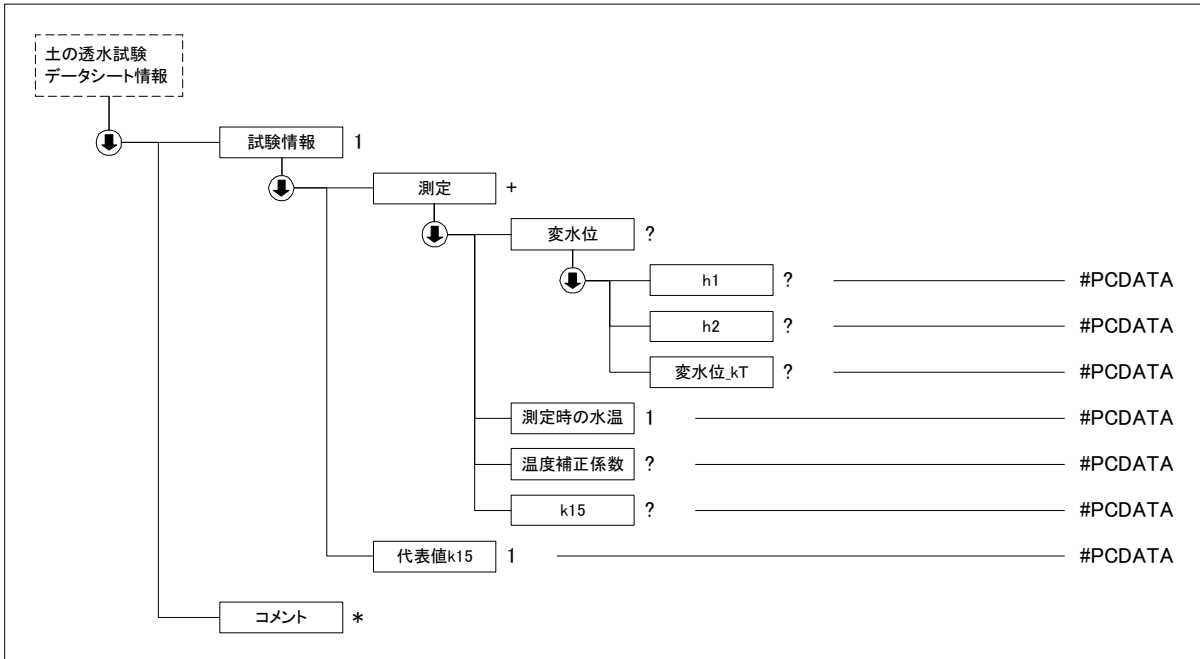 土の透水試験
データシート情報
試験情報 1
測定 +
変水位 ?
h1 ? #PCDATA
h2 ? #PCDATA
変水位_kT ? #PCDATA
測定時の水温 1 #PCDATA
温度補正係数 ? #PCDATA
k15 ? #PCDATA
代表値k15 1 #PCDATA
コメント *